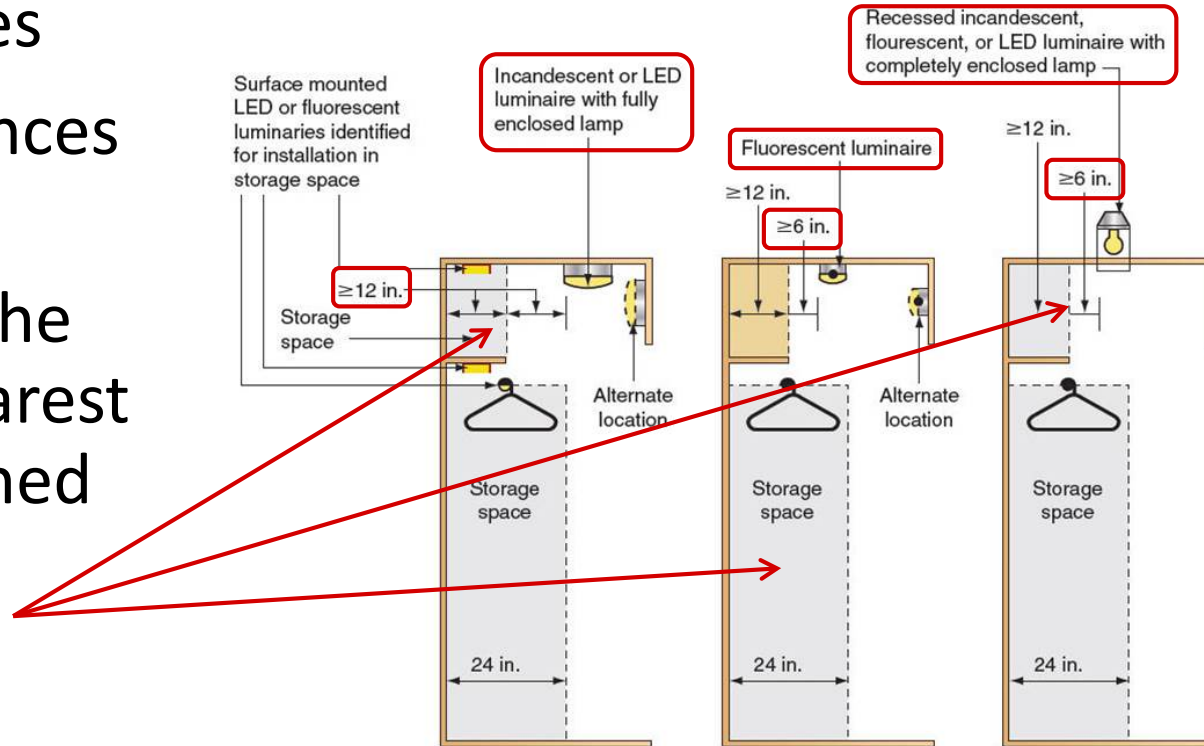 es
nces
he
arest
ned
Surface mounted
LED or fluorescent
luminaries identified
for installation in
storage space
Incandescent or LED
luminaire with fully
enclosed lamp
≥12 in.
Storage
space
Alternate
location
Storage
space
24 in.
Fluorescent luminaire
≥12 in.
≥6 in.
Alternate
location
Storage
space
24 in.
Recessed incandescent,
flourescent, or LED luminaire with
completely enclosed lamp
≥12 in.
≥6 in.
Storage
space
24 in.